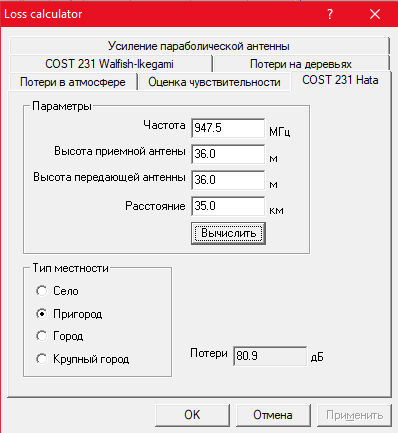 Loss calculator
Усиление параболической антенны
COST 231 Walfish-Ikegami
Потери на деревьях
Потери в атмосфере
Оценка чувствительности
COST 231 Hata
Параметры
Частота 947.5 МГц
Высота приемной антены 36.0 м
Высота передающей антенны 36.0 м
Расстояние 35.0 км
Вычислить
Тип местности
Село
Пригород
Город
Крупный город
Потери 80.9 дБ
OK
Отмена
Применить